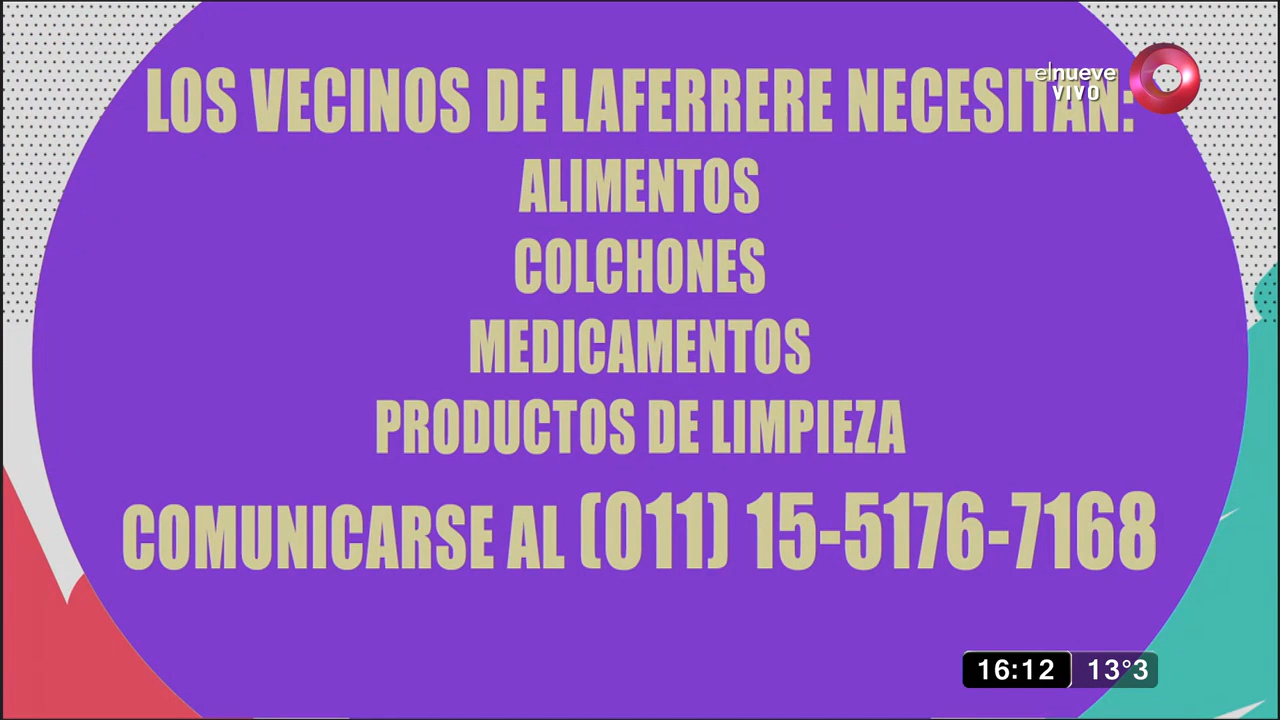 LOS VECINOS DE LAFERRERE NECESITAN:
elnueve
VIVO
ALIMENTOS
COLCHONES
MEDICAMENTOS
PRODUCTOS DE LIMPIEZA
COMUNICARSE AL (011) 15-5176-7168
16:12 13°3